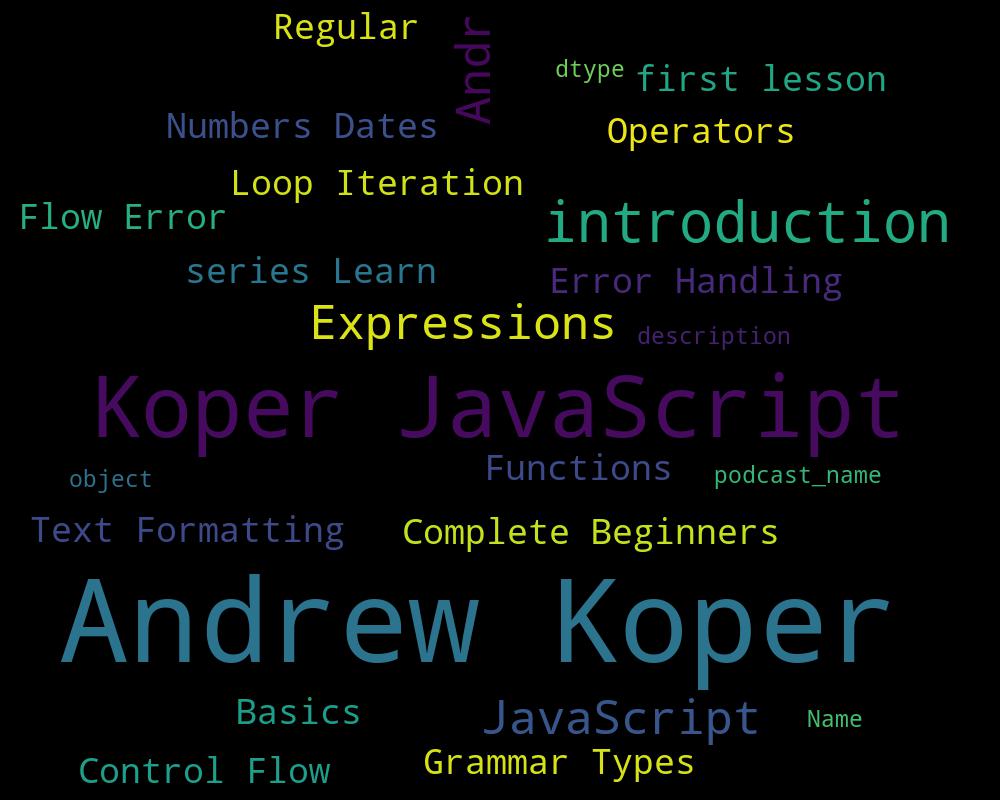 Regular
Andr
dtype
first lesson
Numbers Dates
Operators
Loop Iteration
Flow Error
introduction
series Learn
Error Handling
Expressions
description
Koper JavaScript
Functions
object
podcast_name
Text Formatting
Complete Beginners
Andrew Koper
Basics
JavaScript
Name
Control Flow
Grammar Types